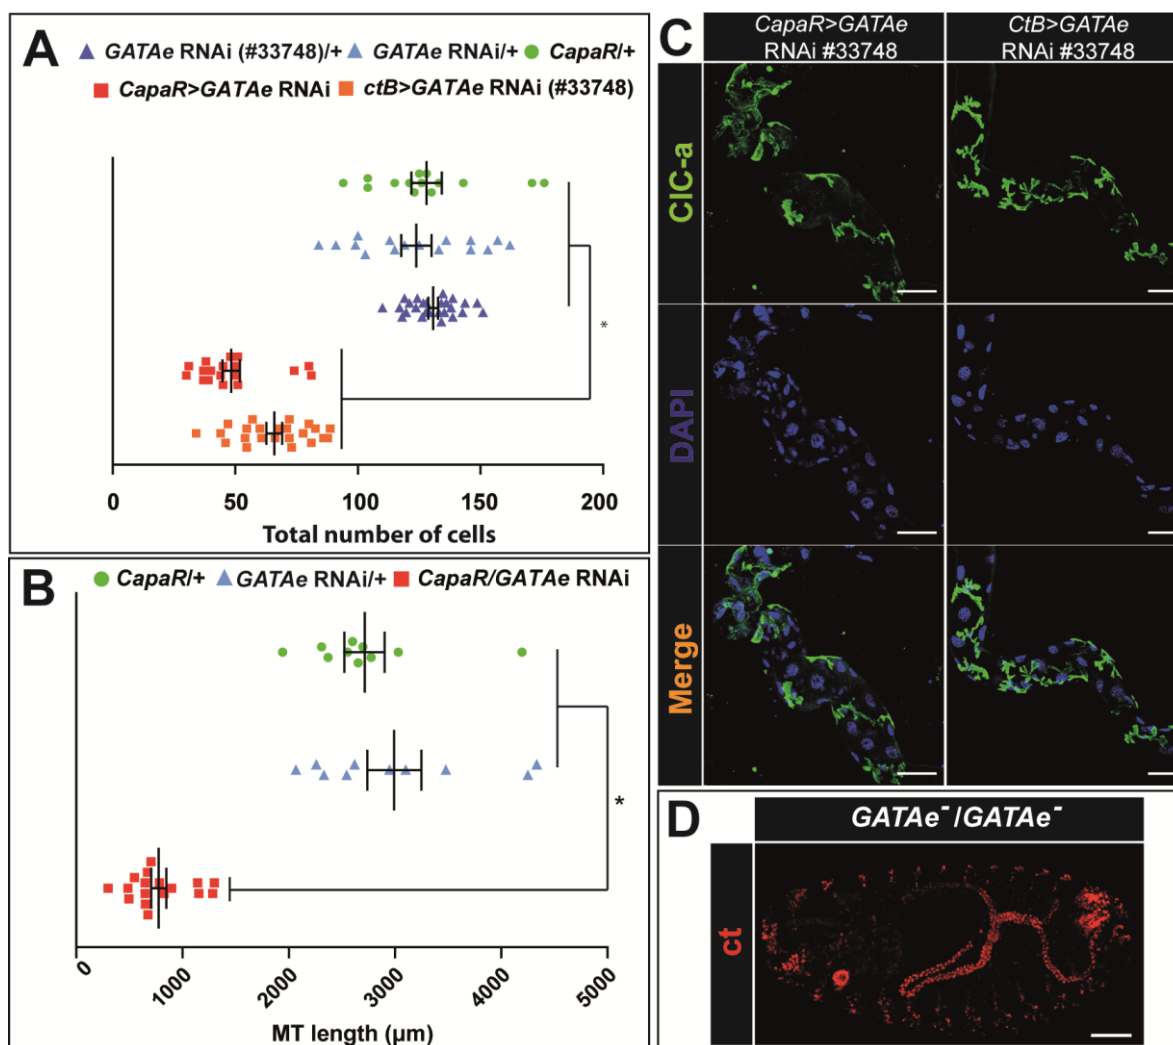 A
GATAe RNAi (#33748)/+ GATAe RNAi/+ CapaR/+
CapaR>GATAe RNAi ctB>GATAe RNAi (#33748)
*
0 50 100 150 200
Total number of cells
B
CapaR/+ GATAe RNAi/+ CapaR/GATAe RNAi
*
0 1000 2000 3000 4000 5000
MT length (µm)
C
CapaR>GATAe
RNAi #33748
CtB>GATAe
RNAi #33748
ClC-a
DAPI
Merge
D
GATAe⁻/GATAe⁻
ct